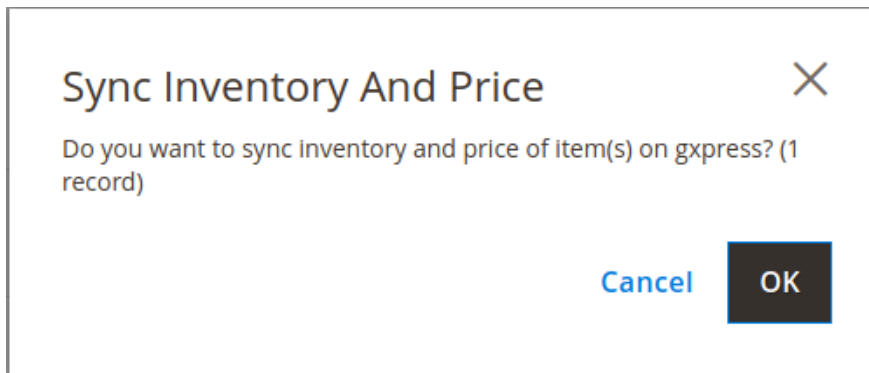 Sync Inventory And Price
Do you want to sync inventory and price of item(s) on gxpress? (1
record)
Cancel
OK